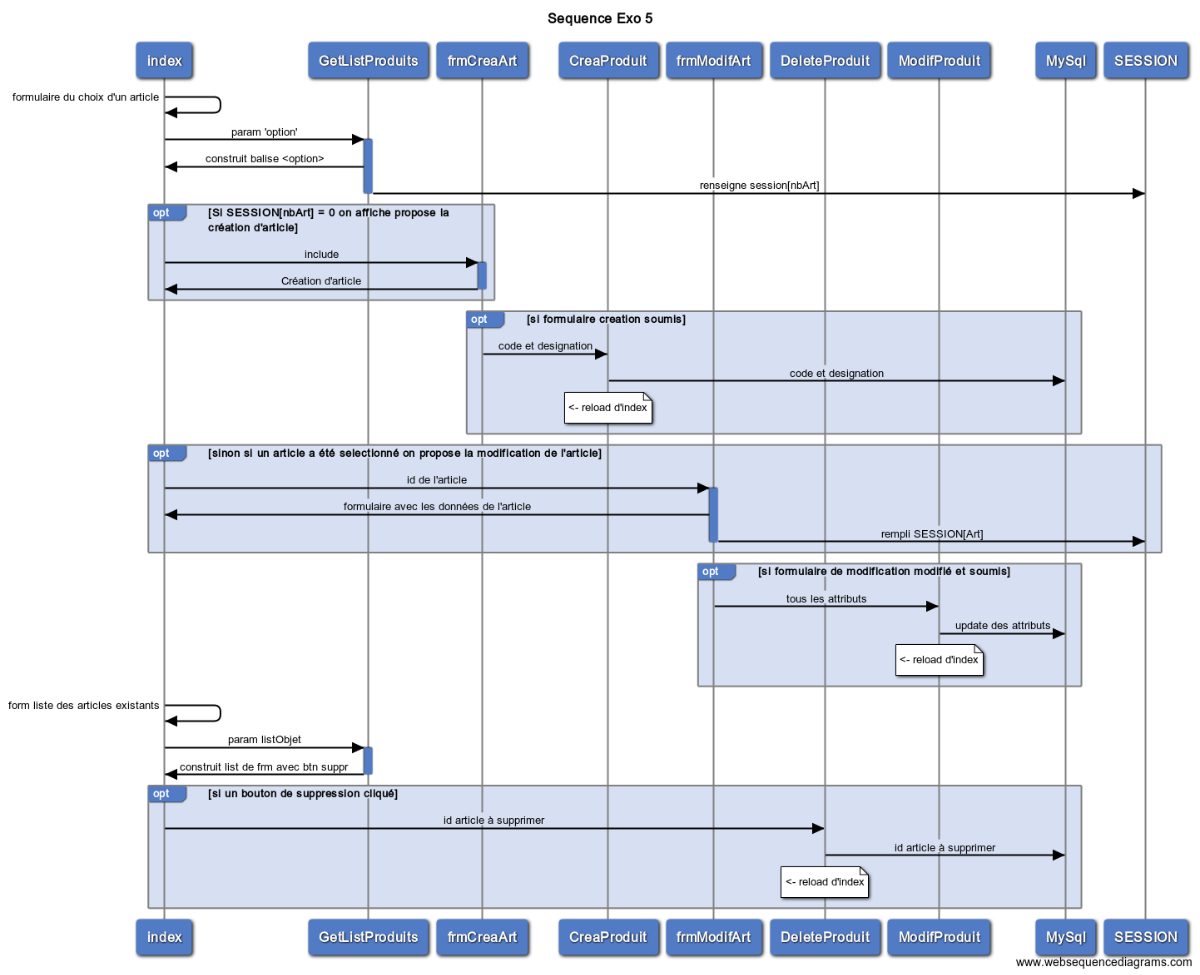 Sequence Exo 5
index
GetListProduits
frmCreaArt
CreaProduit
frmModifArt
DeleteProduit
ModifProduit
MySql
SESSION
formulaire du choix d'un article
param 'option'
construit balise <option>
renseigne session[nbArt]
opt
[Si SESSION[nbArt] = 0 on affiche propose la
création d'article]
include
Création d'article
opt
[si formulaire creation soumis]
code et designation
code et designation
<- reload d'index
opt
[sinon si un article a été selectionné on propose la modification de l'article]
id de l'article
formulaire avec les données de l'article
rempli SESSION[Art]
opt
[si formulaire de modification modifié et soumis]
tous les attributs
update des attributs
<- reload d'index
form liste des articles existants
param listObjet
construit list de frm avec btn suppr
opt
[si un bouton de suppression cliqué]
id article à supprimer
id article à supprimer
<- reload d'index
index
GetListProduits
frmCreaArt
CreaProduit
frmModifArt
DeleteProduit
ModifProduit
MySql
SESSION
www.websequencediagrams.com